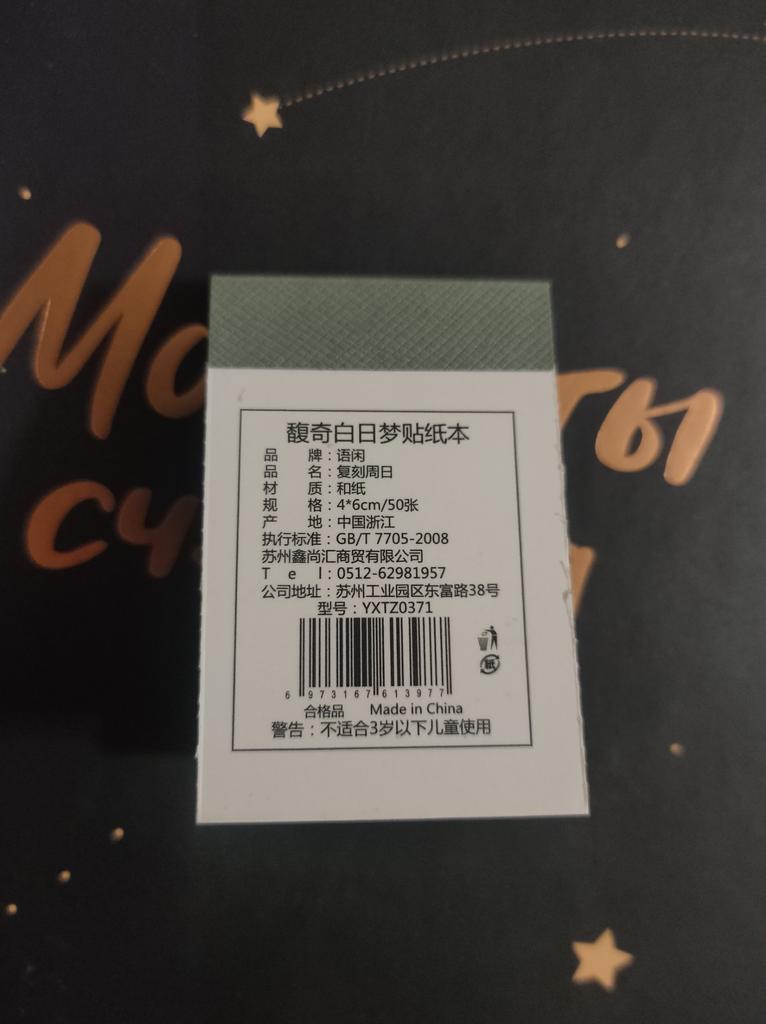 馥奇白日梦贴纸本
品 牌：语闲
品 名：复刻周日
材 质：和纸
规 格：4*6cm/50张
产 地：中国浙江
执行标准：GB/T 7705-2008
苏州鑫尚汇商贸有限公司
T e l：0512-62981957
公司地址：苏州工业园区东富路38号
型号：YXTZ0371
6 973167 613977
纸
合格品 Made in China
警告：不适合3岁以下儿童使用